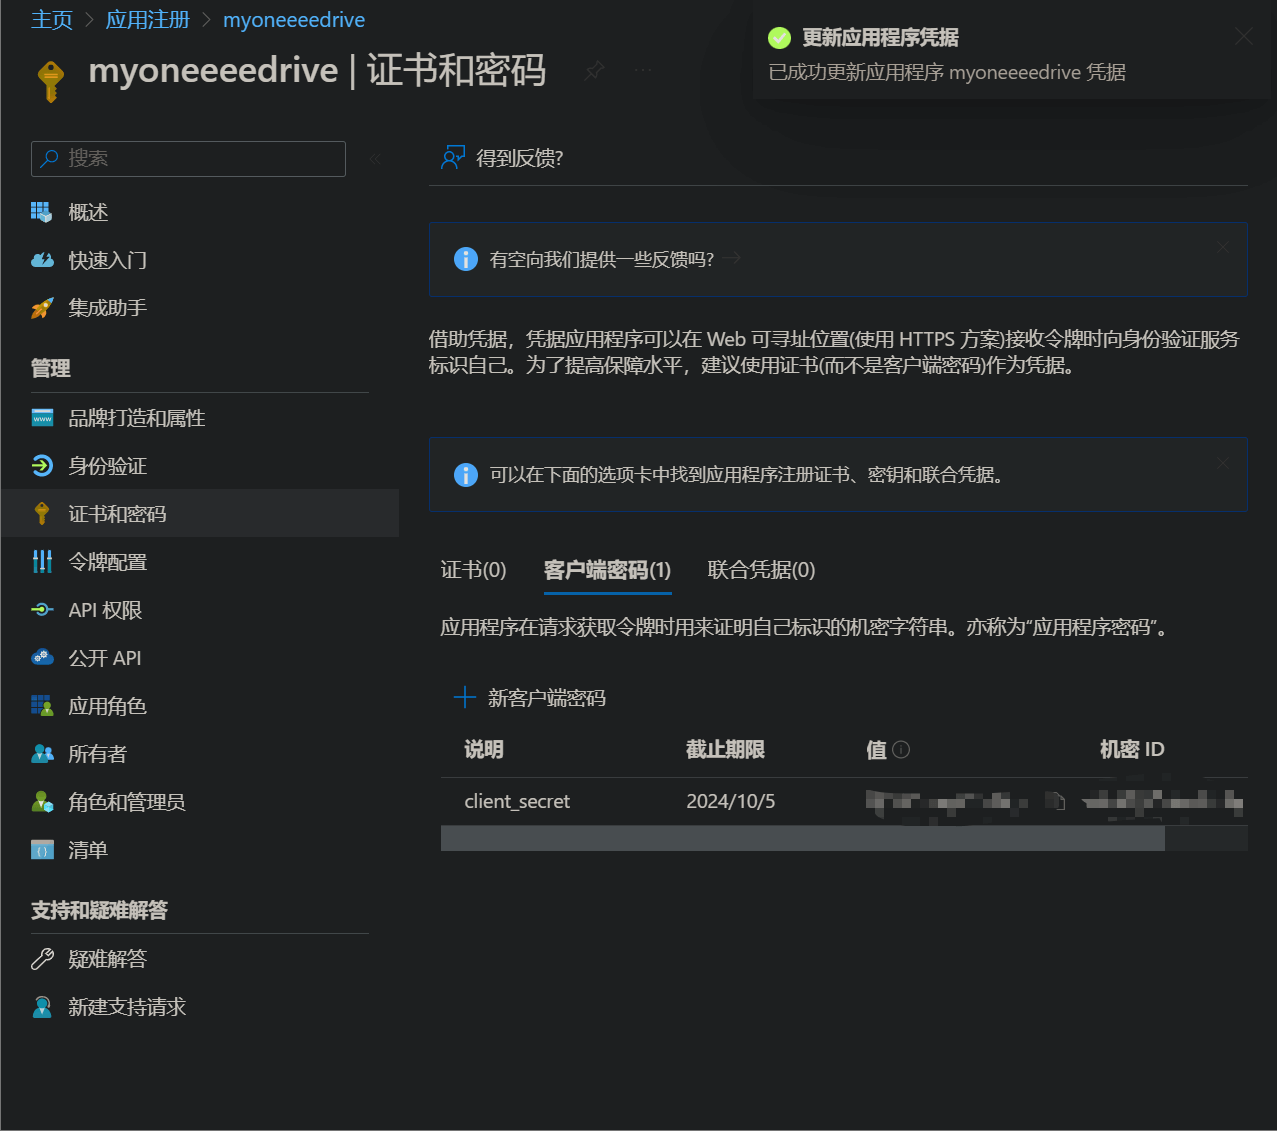 主页 > 应用注册 > myoneeeedrive
myoneeeedrive | 证书和密码
更新应用程序凭据
已成功更新应用程序 myoneeeedrive 凭据
搜索
概述
快速入门
集成助手
管理
品牌打造和属性
身份验证
证书和密码
令牌配置
API 权限
公开 API
应用角色
所有者
角色和管理员
清单
支持和疑难解答
疑难解答
新建支持请求
得到反馈?
有空向我们提供一些反馈吗? →
借助凭据，凭据应用程序可以在 Web 可寻址位置(使用 HTTPS 方案)接收令牌时向身份验证服务
标识自己。为了提高保障水平，建议使用证书(而不是客户端密码)作为凭据。
可以在下面的选项卡中找到应用程序注册证书、密钥和联合凭据。
证书(0) 客户端密码(1) 联合凭据(0)
应用程序在请求获取令牌时用来证明自己标识的机密字符串。亦称为“应用程序密码”。
新客户端密码
说明 截止期限 值 机密 ID
client_secret 2024/10/5